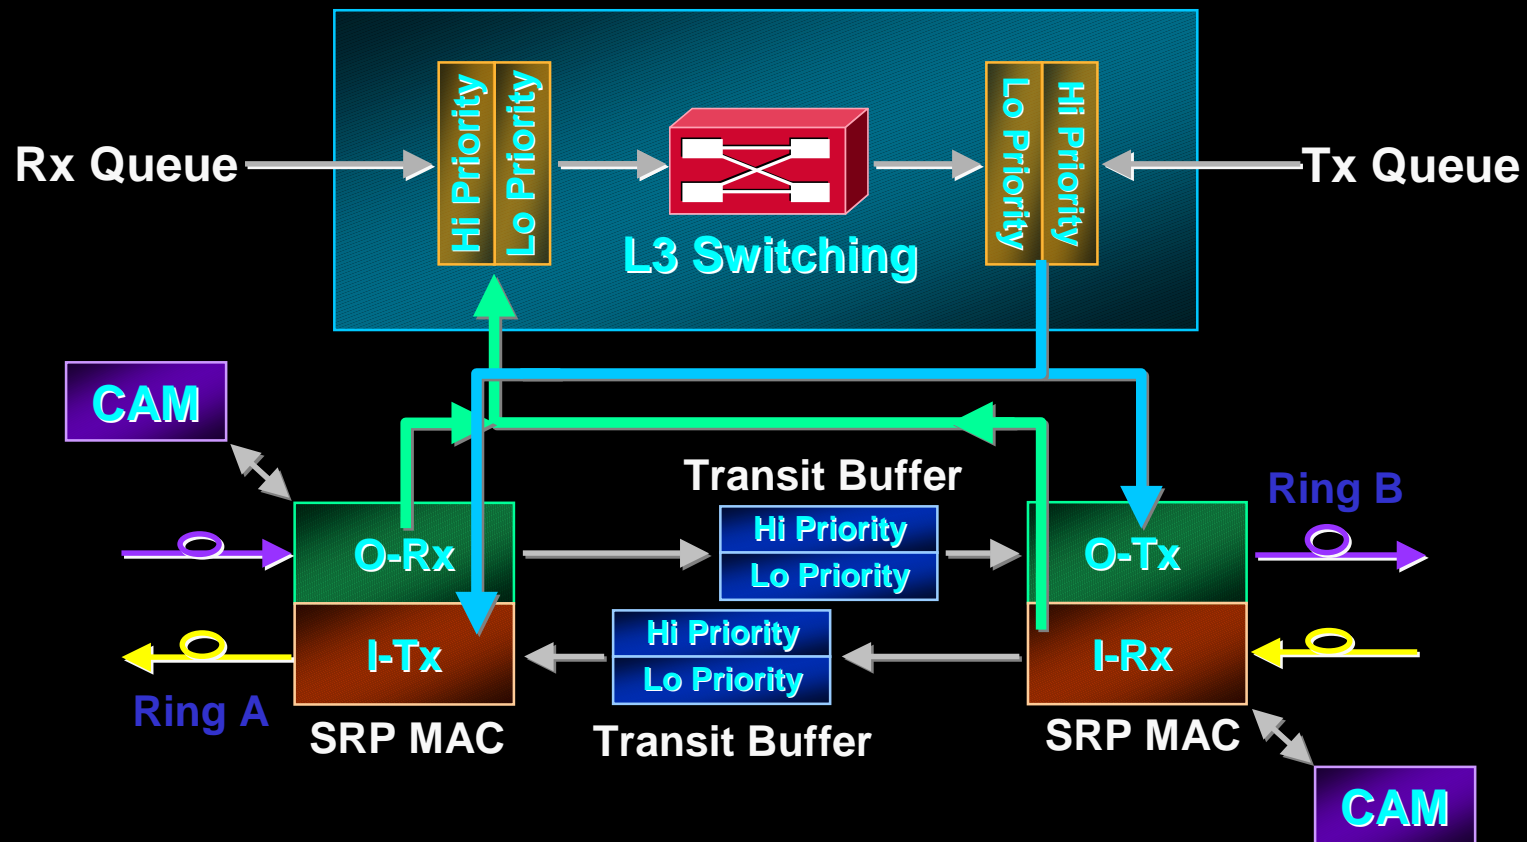 Rx Queue
Hi Priority
Lo Priority
L3 Switching
Lo Priority
Hi Priority
Tx Queue
CAM
Transit Buffer
Hi Priority
Lo Priority
Ring B
O-Rx
O-Tx
Hi Priority
Lo Priority
I-Tx
I-Rx
Ring A
SRP MAC
Transit Buffer
SRP MAC
CAM